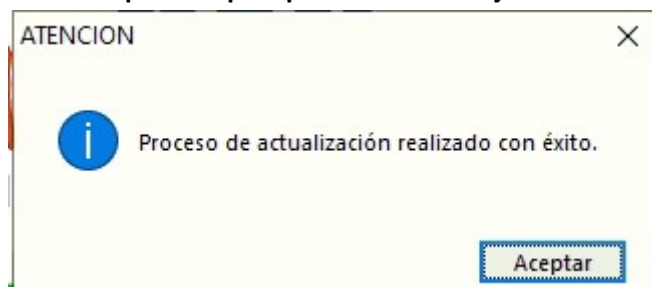 ATENCION
Proceso de actualización realizado con éxito.
Aceptar